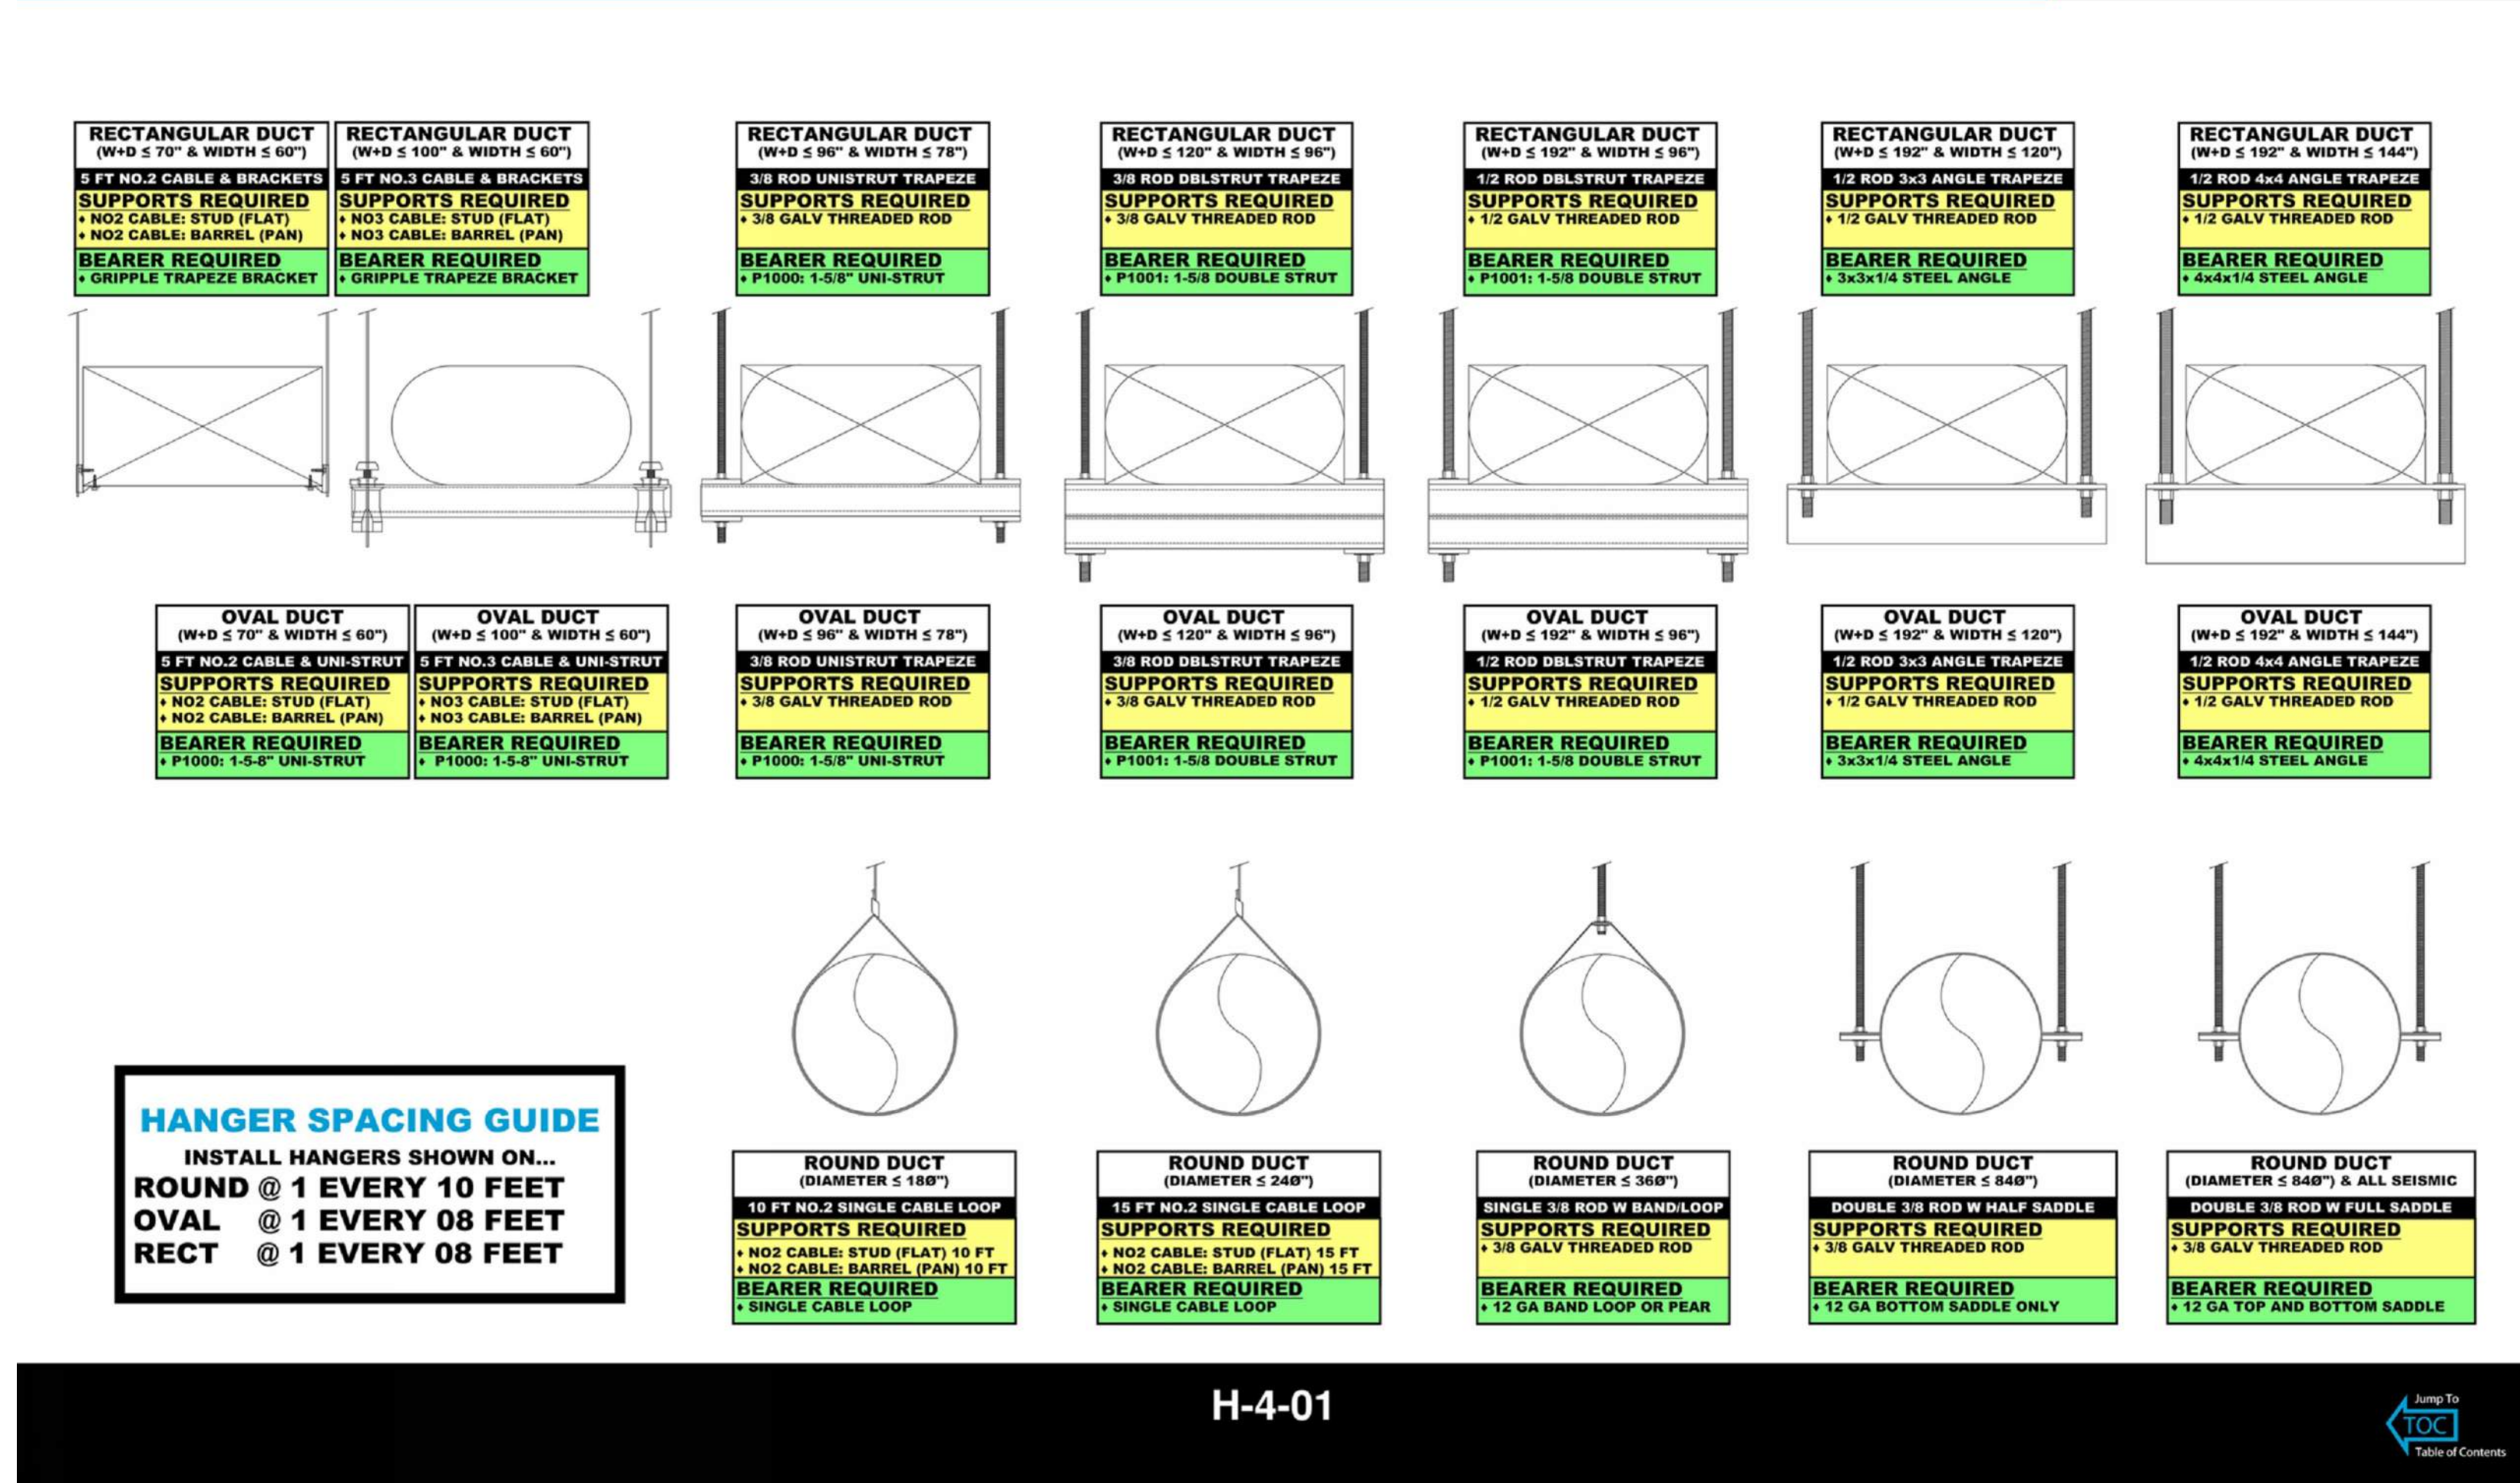 RECTANGULAR DUCT
(W+D ≤ 70" & WIDTH ≤ 60")
5 FT NO.2 CABLE & BRACKETS
SUPPORTS REQUIRED
♦ NO2 CABLE: STUD (FLAT)
♦ NO2 CABLE: BARREL (PAN)
BEARER REQUIRED
♦ GRIPPLE TRAPEZE BRACKET
RECTANGULAR DUCT
(W+D ≤ 100" & WIDTH ≤ 60")
5 FT NO.3 CABLE & BRACKETS
SUPPORTS REQUIRED
♦ NO3 CABLE: STUD (FLAT)
♦ NO3 CABLE: BARREL (PAN)
BEARER REQUIRED
♦ GRIPPLE TRAPEZE BRACKET
RECTANGULAR DUCT
(W+D ≤ 96" & WIDTH ≤ 78")
3/8 ROD UNISTRUT TRAPEZE
SUPPORTS REQUIRED
♦ 3/8 GALV THREADED ROD
BEARER REQUIRED
♦ P1000: 1-5/8" UNI-STRUT
RECTANGULAR DUCT
(W+D ≤ 120" & WIDTH ≤ 96")
3/8 ROD DBLSTRUT TRAPEZE
SUPPORTS REQUIRED
♦ 3/8 GALV THREADED ROD
BEARER REQUIRED
♦ P1001: 1-5/8 DOUBLE STRUT
RECTANGULAR DUCT
(W+D ≤ 192" & WIDTH ≤ 96")
1/2 ROD DBLSTRUT TRAPEZE
SUPPORTS REQUIRED
♦ 1/2 GALV THREADED ROD
BEARER REQUIRED
♦ P1001: 1-5/8 DOUBLE STRUT
RECTANGULAR DUCT
(W+D ≤ 192" & WIDTH ≤ 120")
1/2 ROD 3x3 ANGLE TRAPEZE
SUPPORTS REQUIRED
♦ 1/2 GALV THREADED ROD
BEARER REQUIRED
♦ 3x3x1/4 STEEL ANGLE
RECTANGULAR DUCT
(W+D ≤ 192" & WIDTH ≤ 144")
1/2 ROD 4x4 ANGLE TRAPEZE
SUPPORTS REQUIRED
♦ 1/2 GALV THREADED ROD
BEARER REQUIRED
♦ 4x4x1/4 STEEL ANGLE
OVAL DUCT
(W+D ≤ 70" & WIDTH ≤ 60")
5 FT NO.2 CABLE & UNI-STRUT
SUPPORTS REQUIRED
♦ NO2 CABLE: STUD (FLAT)
♦ NO2 CABLE: BARREL (PAN)
BEARER REQUIRED
♦ P1000: 1-5-8" UNI-STRUT
OVAL DUCT
(W+D ≤ 100" & WIDTH ≤ 60")
5 FT NO.3 CABLE & UNI-STRUT
SUPPORTS REQUIRED
♦ NO3 CABLE: STUD (FLAT)
♦ NO3 CABLE: BARREL (PAN)
BEARER REQUIRED
♦ P1000: 1-5-8" UNI-STRUT
OVAL DUCT
(W+D ≤ 96" & WIDTH ≤ 78")
3/8 ROD UNISTRUT TRAPEZE
SUPPORTS REQUIRED
♦ 3/8 GALV THREADED ROD
BEARER REQUIRED
♦ P1000: 1-5/8" UNI-STRUT
OVAL DUCT
(W+D ≤ 120" & WIDTH ≤ 96")
3/8 ROD DBLSTRUT TRAPEZE
SUPPORTS REQUIRED
♦ 3/8 GALV THREADED ROD
BEARER REQUIRED
♦ P1001: 1-5/8 DOUBLE STRUT
OVAL DUCT
(W+D ≤ 192" & WIDTH ≤ 96")
1/2 ROD DBLSTRUT TRAPEZE
SUPPORTS REQUIRED
♦ 1/2 GALV THREADED ROD
BEARER REQUIRED
♦ P1001: 1-5/8 DOUBLE STRUT
OVAL DUCT
(W+D ≤ 192" & WIDTH ≤ 120")
1/2 ROD 3x3 ANGLE TRAPEZE
SUPPORTS REQUIRED
♦ 1/2 GALV THREADED ROD
BEARER REQUIRED
♦ 3x3x1/4 STEEL ANGLE
OVAL DUCT
(W+D ≤ 192" & WIDTH ≤ 144")
1/2 ROD 4x4 ANGLE TRAPEZE
SUPPORTS REQUIRED
♦ 1/2 GALV THREADED ROD
BEARER REQUIRED
♦ 4x4x1/4 STEEL ANGLE
HANGER SPACING GUIDE
INSTALL HANGERS SHOWN ON...
ROUND @ 1 EVERY 10 FEET
OVAL @ 1 EVERY 08 FEET
RECT @ 1 EVERY 08 FEET
ROUND DUCT
(DIAMETER ≤ 18Ø")
10 FT NO.2 SINGLE CABLE LOOP
SUPPORTS REQUIRED
♦ NO2 CABLE: STUD (FLAT) 10 FT
♦ NO2 CABLE: BARREL (PAN) 10 FT
BEARER REQUIRED
♦ SINGLE CABLE LOOP
ROUND DUCT
(DIAMETER ≤ 24Ø")
15 FT NO.2 SINGLE CABLE LOOP
SUPPORTS REQUIRED
♦ NO2 CABLE: STUD (FLAT) 15 FT
♦ NO2 CABLE: BARREL (PAN) 15 FT
BEARER REQUIRED
♦ SINGLE CABLE LOOP
ROUND DUCT
(DIAMETER ≤ 36Ø")
SINGLE 3/8 ROD W BAND/LOOP
SUPPORTS REQUIRED
♦ 3/8 GALV THREADED ROD
BEARER REQUIRED
♦ 12 GA BAND LOOP OR PEAR
ROUND DUCT
(DIAMETER ≤ 84Ø")
DOUBLE 3/8 ROD W HALF SADDLE
SUPPORTS REQUIRED
♦ 3/8 GALV THREADED ROD
BEARER REQUIRED
♦ 12 GA BOTTOM SADDLE ONLY
ROUND DUCT
(DIAMETER ≤ 84Ø") & ALL SEISMIC
DOUBLE 3/8 ROD W FULL SADDLE
SUPPORTS REQUIRED
♦ 3/8 GALV THREADED ROD
BEARER REQUIRED
♦ 12 GA TOP AND BOTTOM SADDLE
H-4-01
Jump To
TOC
Table of Contents